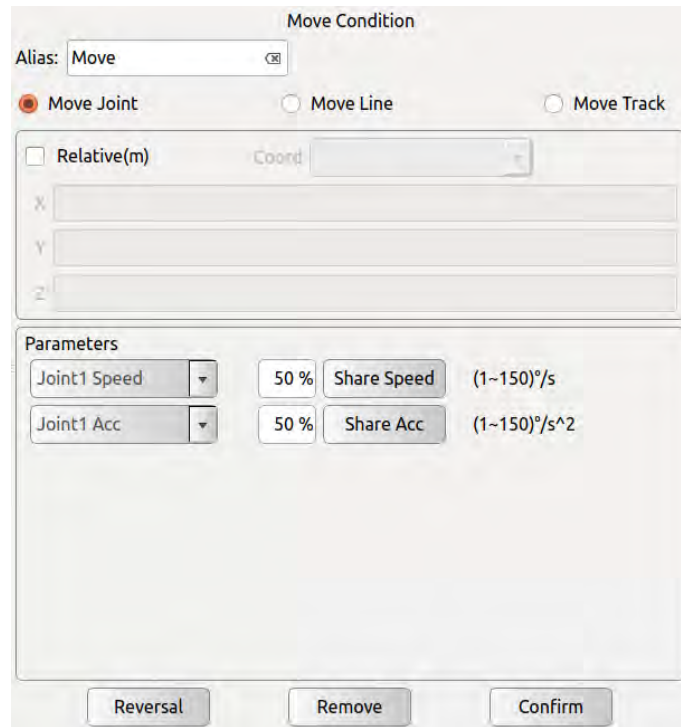 Move Condition
Alias: Move
Move Joint Move Line Move Track
Relative(m) Coord
X
Y
Z
Parameters
Joint1 Speed 50 % Share Speed (1~150)°/s
Joint1 Acc 50 % Share Acc (1~150)°/s^2
Reversal Remove Confirm